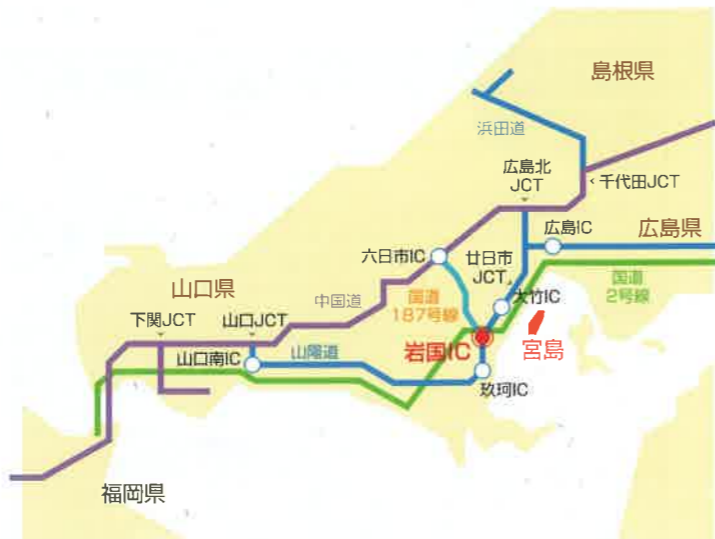 島根県
浜田道
広島北
JCT
千代田JCT
広島IC
広島県
六日市IC
廿日市
JCT
国道
2号線
大竹IC
山口県
中国道
国道
187号線
下関JCT
山口JCT
宮島
岩国IC
山口南IC
山陽道
玖珂IC
福岡県